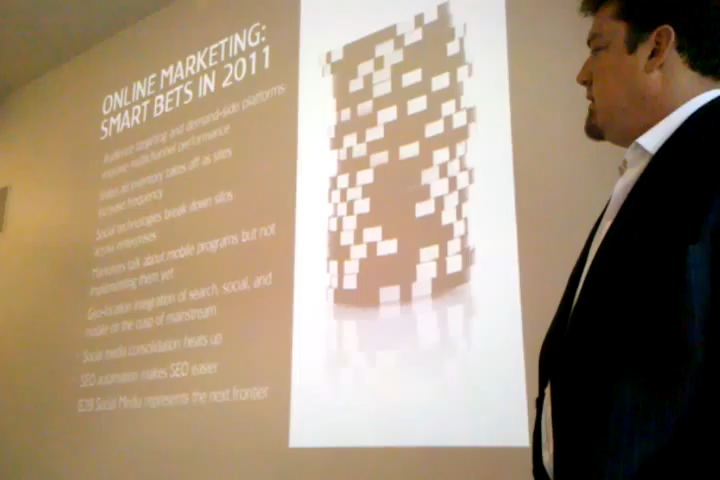 ONLINE MARKETING:
SMART BETS IN 2011
Audience targeting and demand-side platforms
improve multichannel performance
Video ad inventory takes off as sites
increase frequency
Social technologies break down silos
across enterprises
Marketers talk about mobile programs but not
implementing them yet
Geo-location integration of search, social, and
mobile on the cusp of mainstream
Social media consolidation heats up
SEO automation makes SEO easier
B2B Social Media represents the next frontier